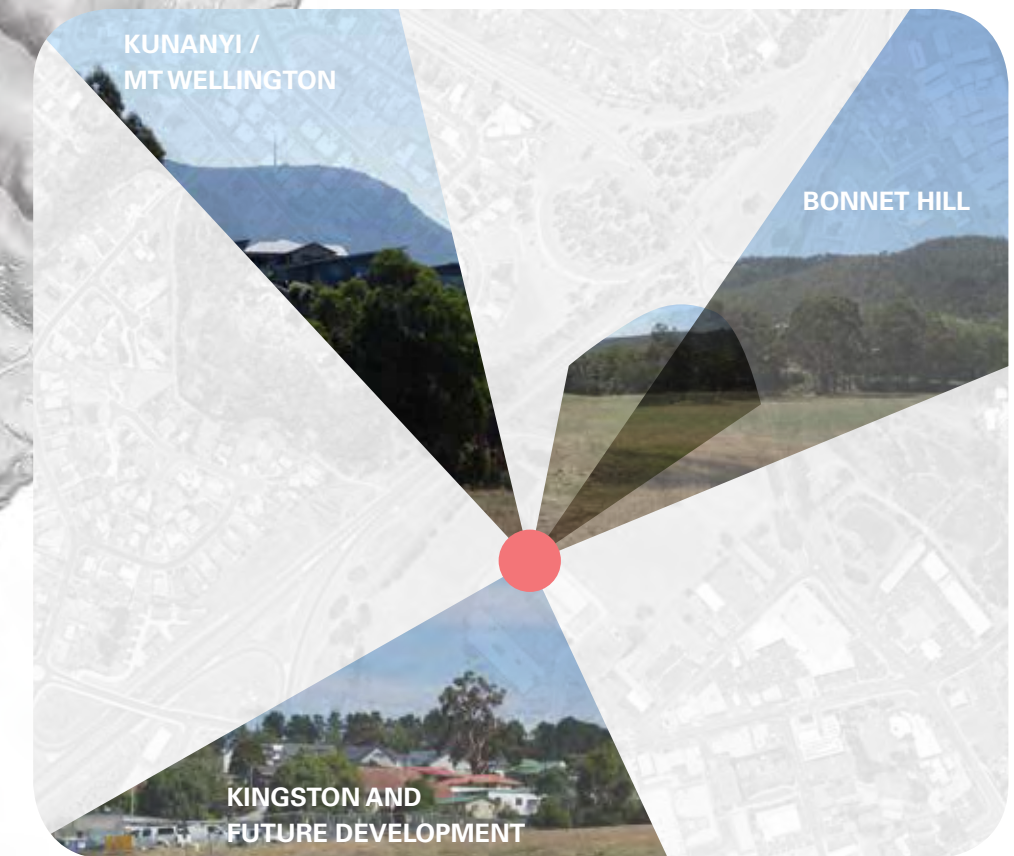 KUNANYI /
MT WELLINGTON
BONNET HILL
KINGSTON AND
FUTURE DEVELOPMENT